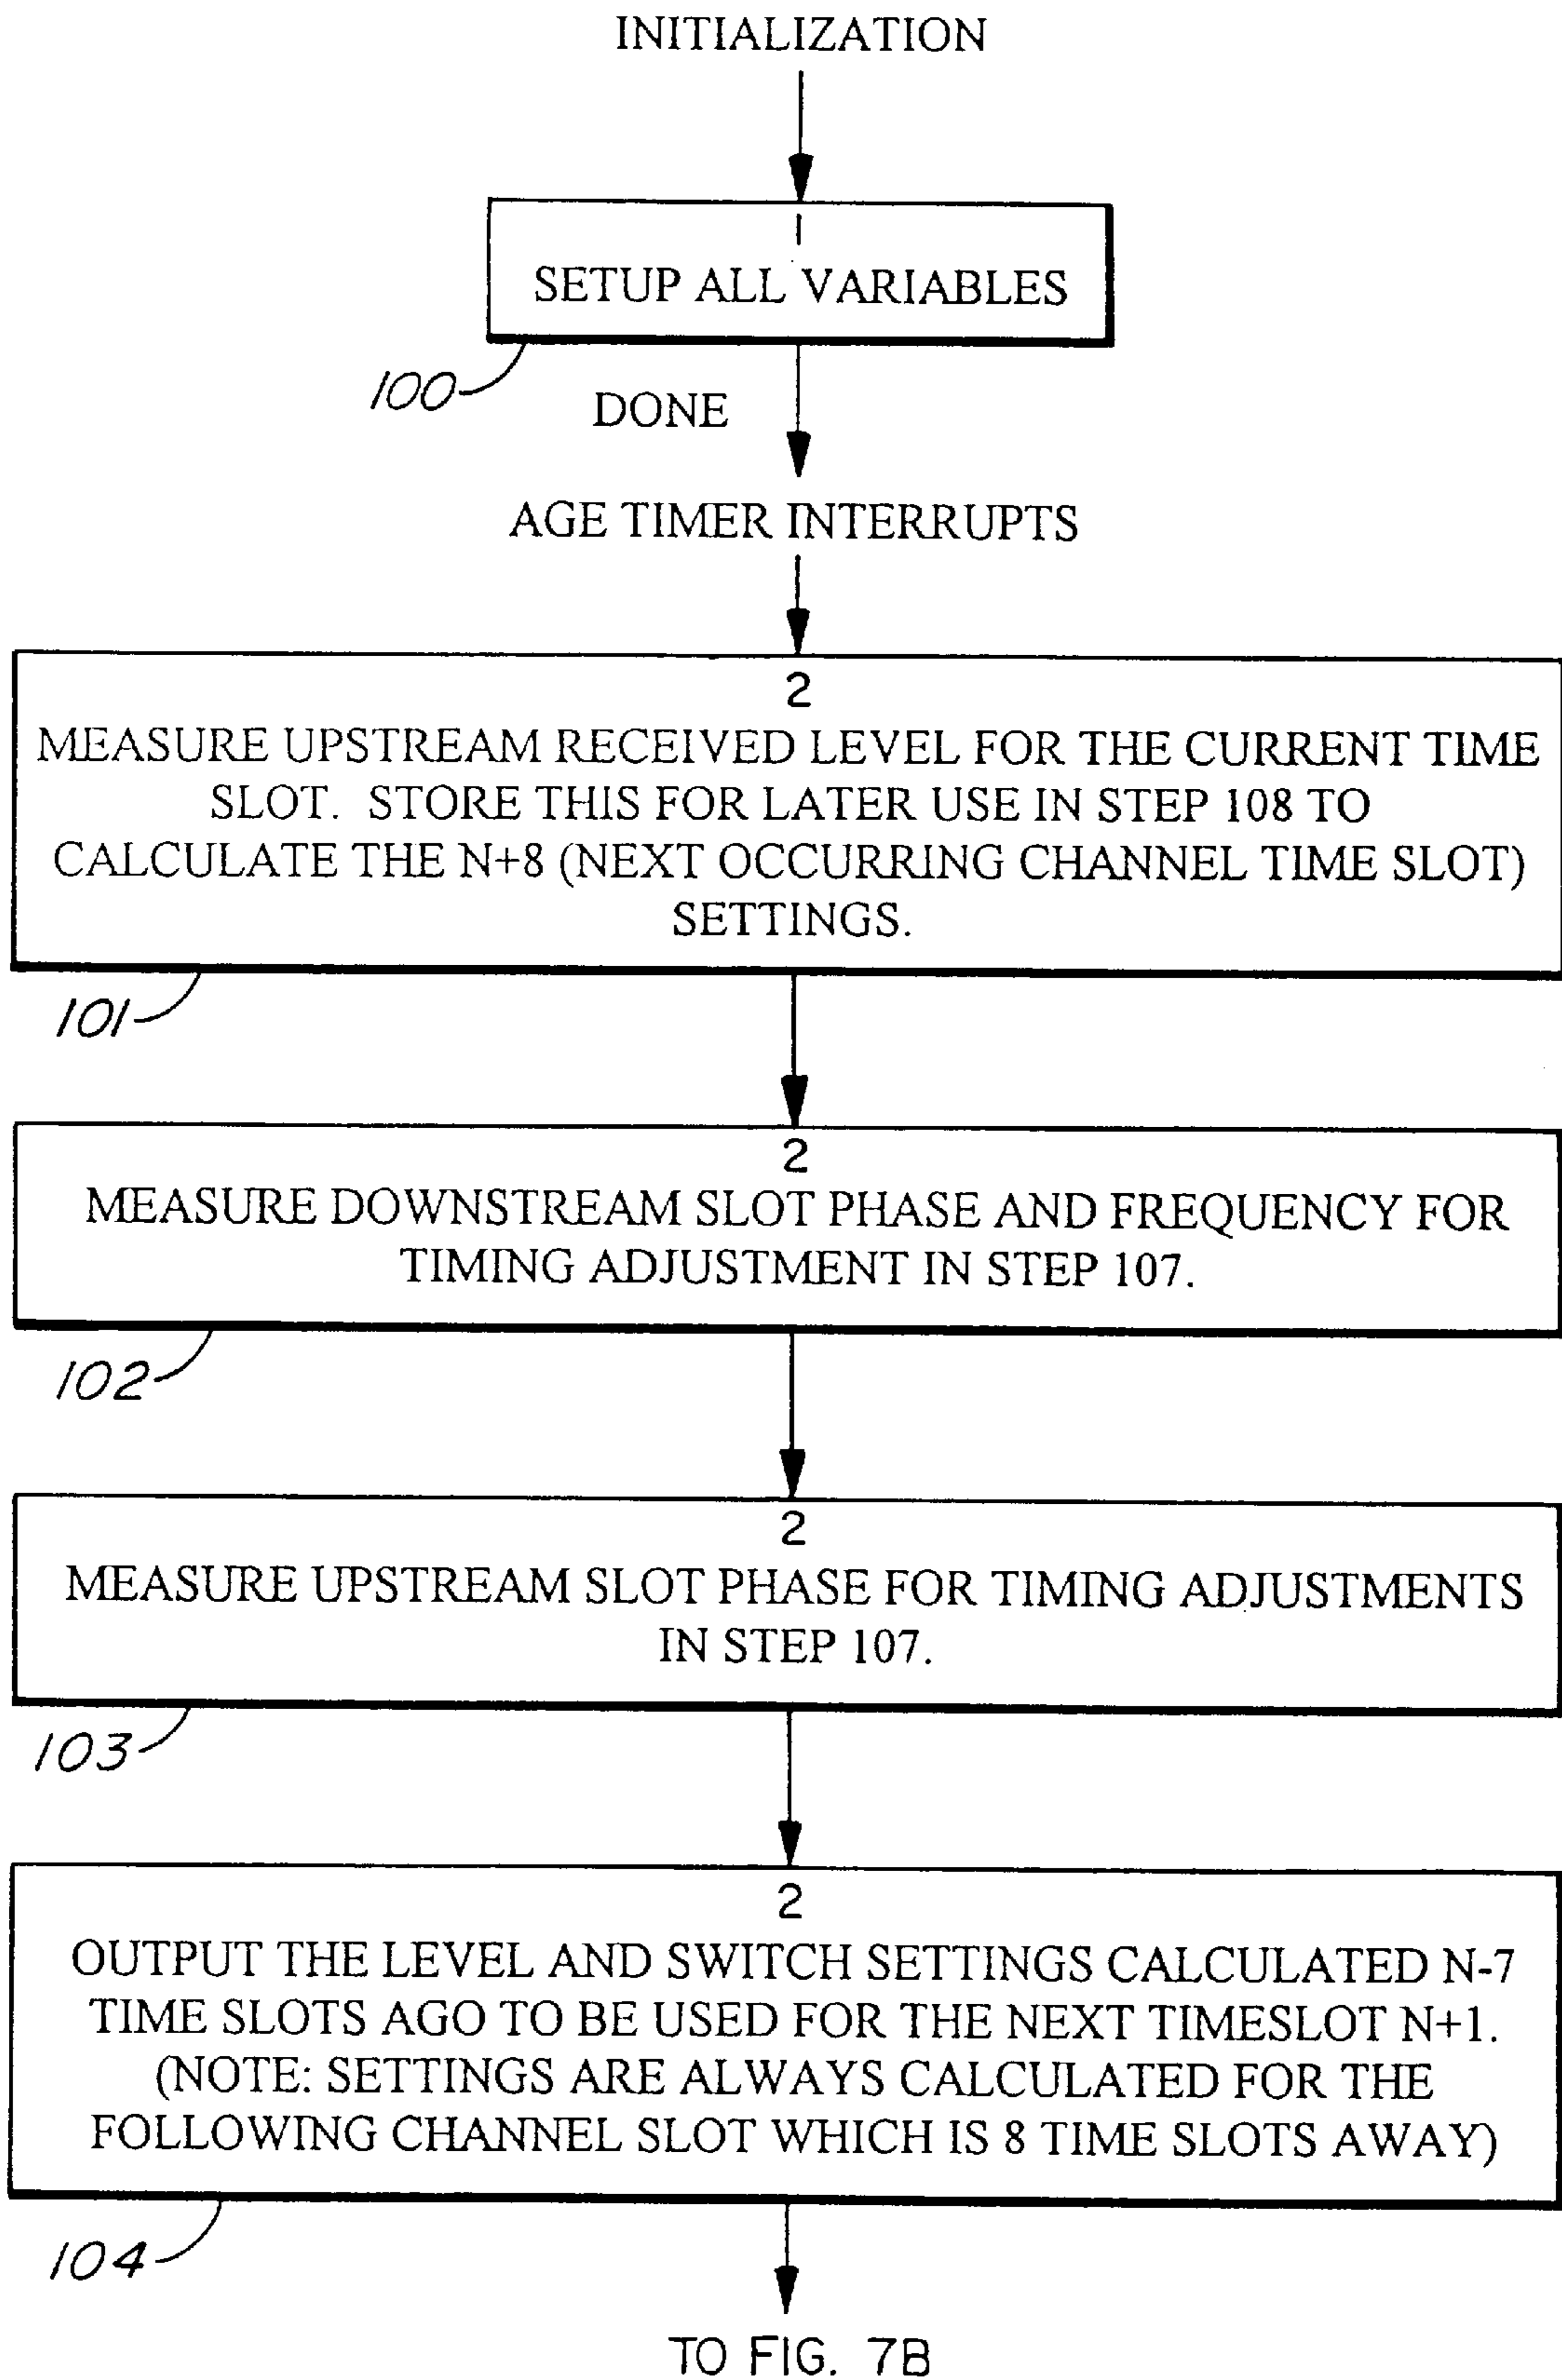 INITIALIZATION
SETUP ALL VARIABLES
100
DONE
AGE TIMER INTERRUPTS
2
MEASURE UPSTREAM RECEIVED LEVEL FOR THE CURRENT TIME
SLOT. STORE THIS FOR LATER USE IN STEP 108 TO
CALCULATE THE N+8 (NEXT OCCURRING CHANNEL TIME SLOT)
SETTINGS.
101
2
MEASURE DOWNSTREAM SLOT PHASE AND FREQUENCY FOR
TIMING ADJUSTMENT IN STEP 107.
102
2
MEASURE UPSTREAM SLOT PHASE FOR TIMING ADJUSTMENTS
IN STEP 107.
103
2
OUTPUT THE LEVEL AND SWITCH SETTINGS CALCULATED N-7
TIME SLOTS AGO TO BE USED FOR THE NEXT TIMESLOT N+1.
(NOTE: SETTINGS ARE ALWAYS CALCULATED FOR THE
FOLLOWING CHANNEL SLOT WHICH IS 8 TIME SLOTS AWAY)
104
TO FIG. 7B